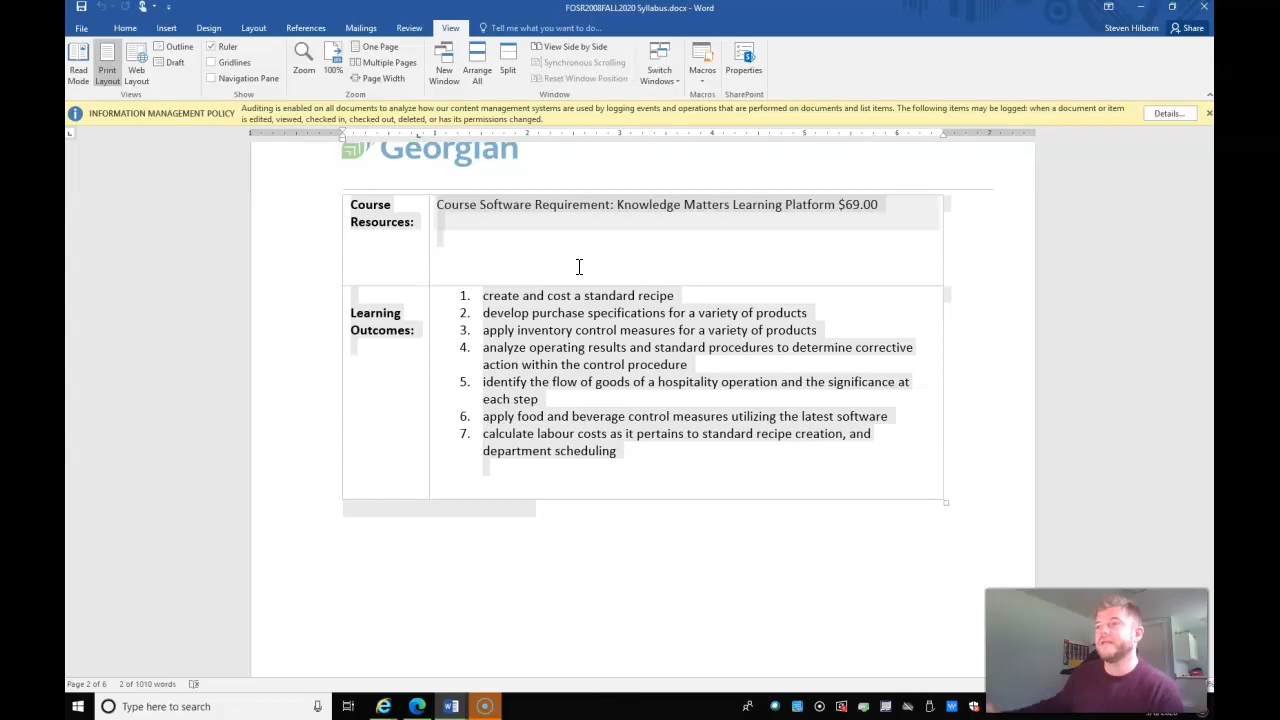 FOSR2008FALL2020 Syllabus.docx - Word
File Home Insert Design Layout References Mailings Review View Tell me what you want to do... Steven Hilborn Share
Read Mode
Print Layout
Web Layout
Outline
Draft
Views
Ruler
Gridlines
Navigation Pane
Show
Zoom
100%
One Page
Multiple Pages
Page Width
Zoom
New Window
Arrange All
Split
View Side by Side
Synchronous Scrolling
Reset Window Position
Window
Switch Windows
Macros
Macros
Properties
SharePoint
INFORMATION MANAGEMENT POLICY Auditing is enabled on all documents to analyze how our content management systems are used by logging events and operations that are performed on documents and list items. The following items may be logged: when a document or item
is edited, viewed, checked in, checked out, deleted, or has its permissions changed.
Details...
1 1 2 3 4 5 6 7
Georgian
Course Resources:
Course Software Requirement: Knowledge Matters Learning Platform $69.00
Learning Outcomes:
1. create and cost a standard recipe
2. develop purchase specifications for a variety of products
3. apply inventory control measures for a variety of products
4. analyze operating results and standard procedures to determine corrective
action within the control procedure
5. identify the flow of goods of a hospitality operation and the significance at
each step
6. apply food and beverage control measures utilizing the latest software
7. calculate labour costs as it pertains to standard recipe creation, and
department scheduling
Page 2 of 6 2 of 1010 words
Type here to search